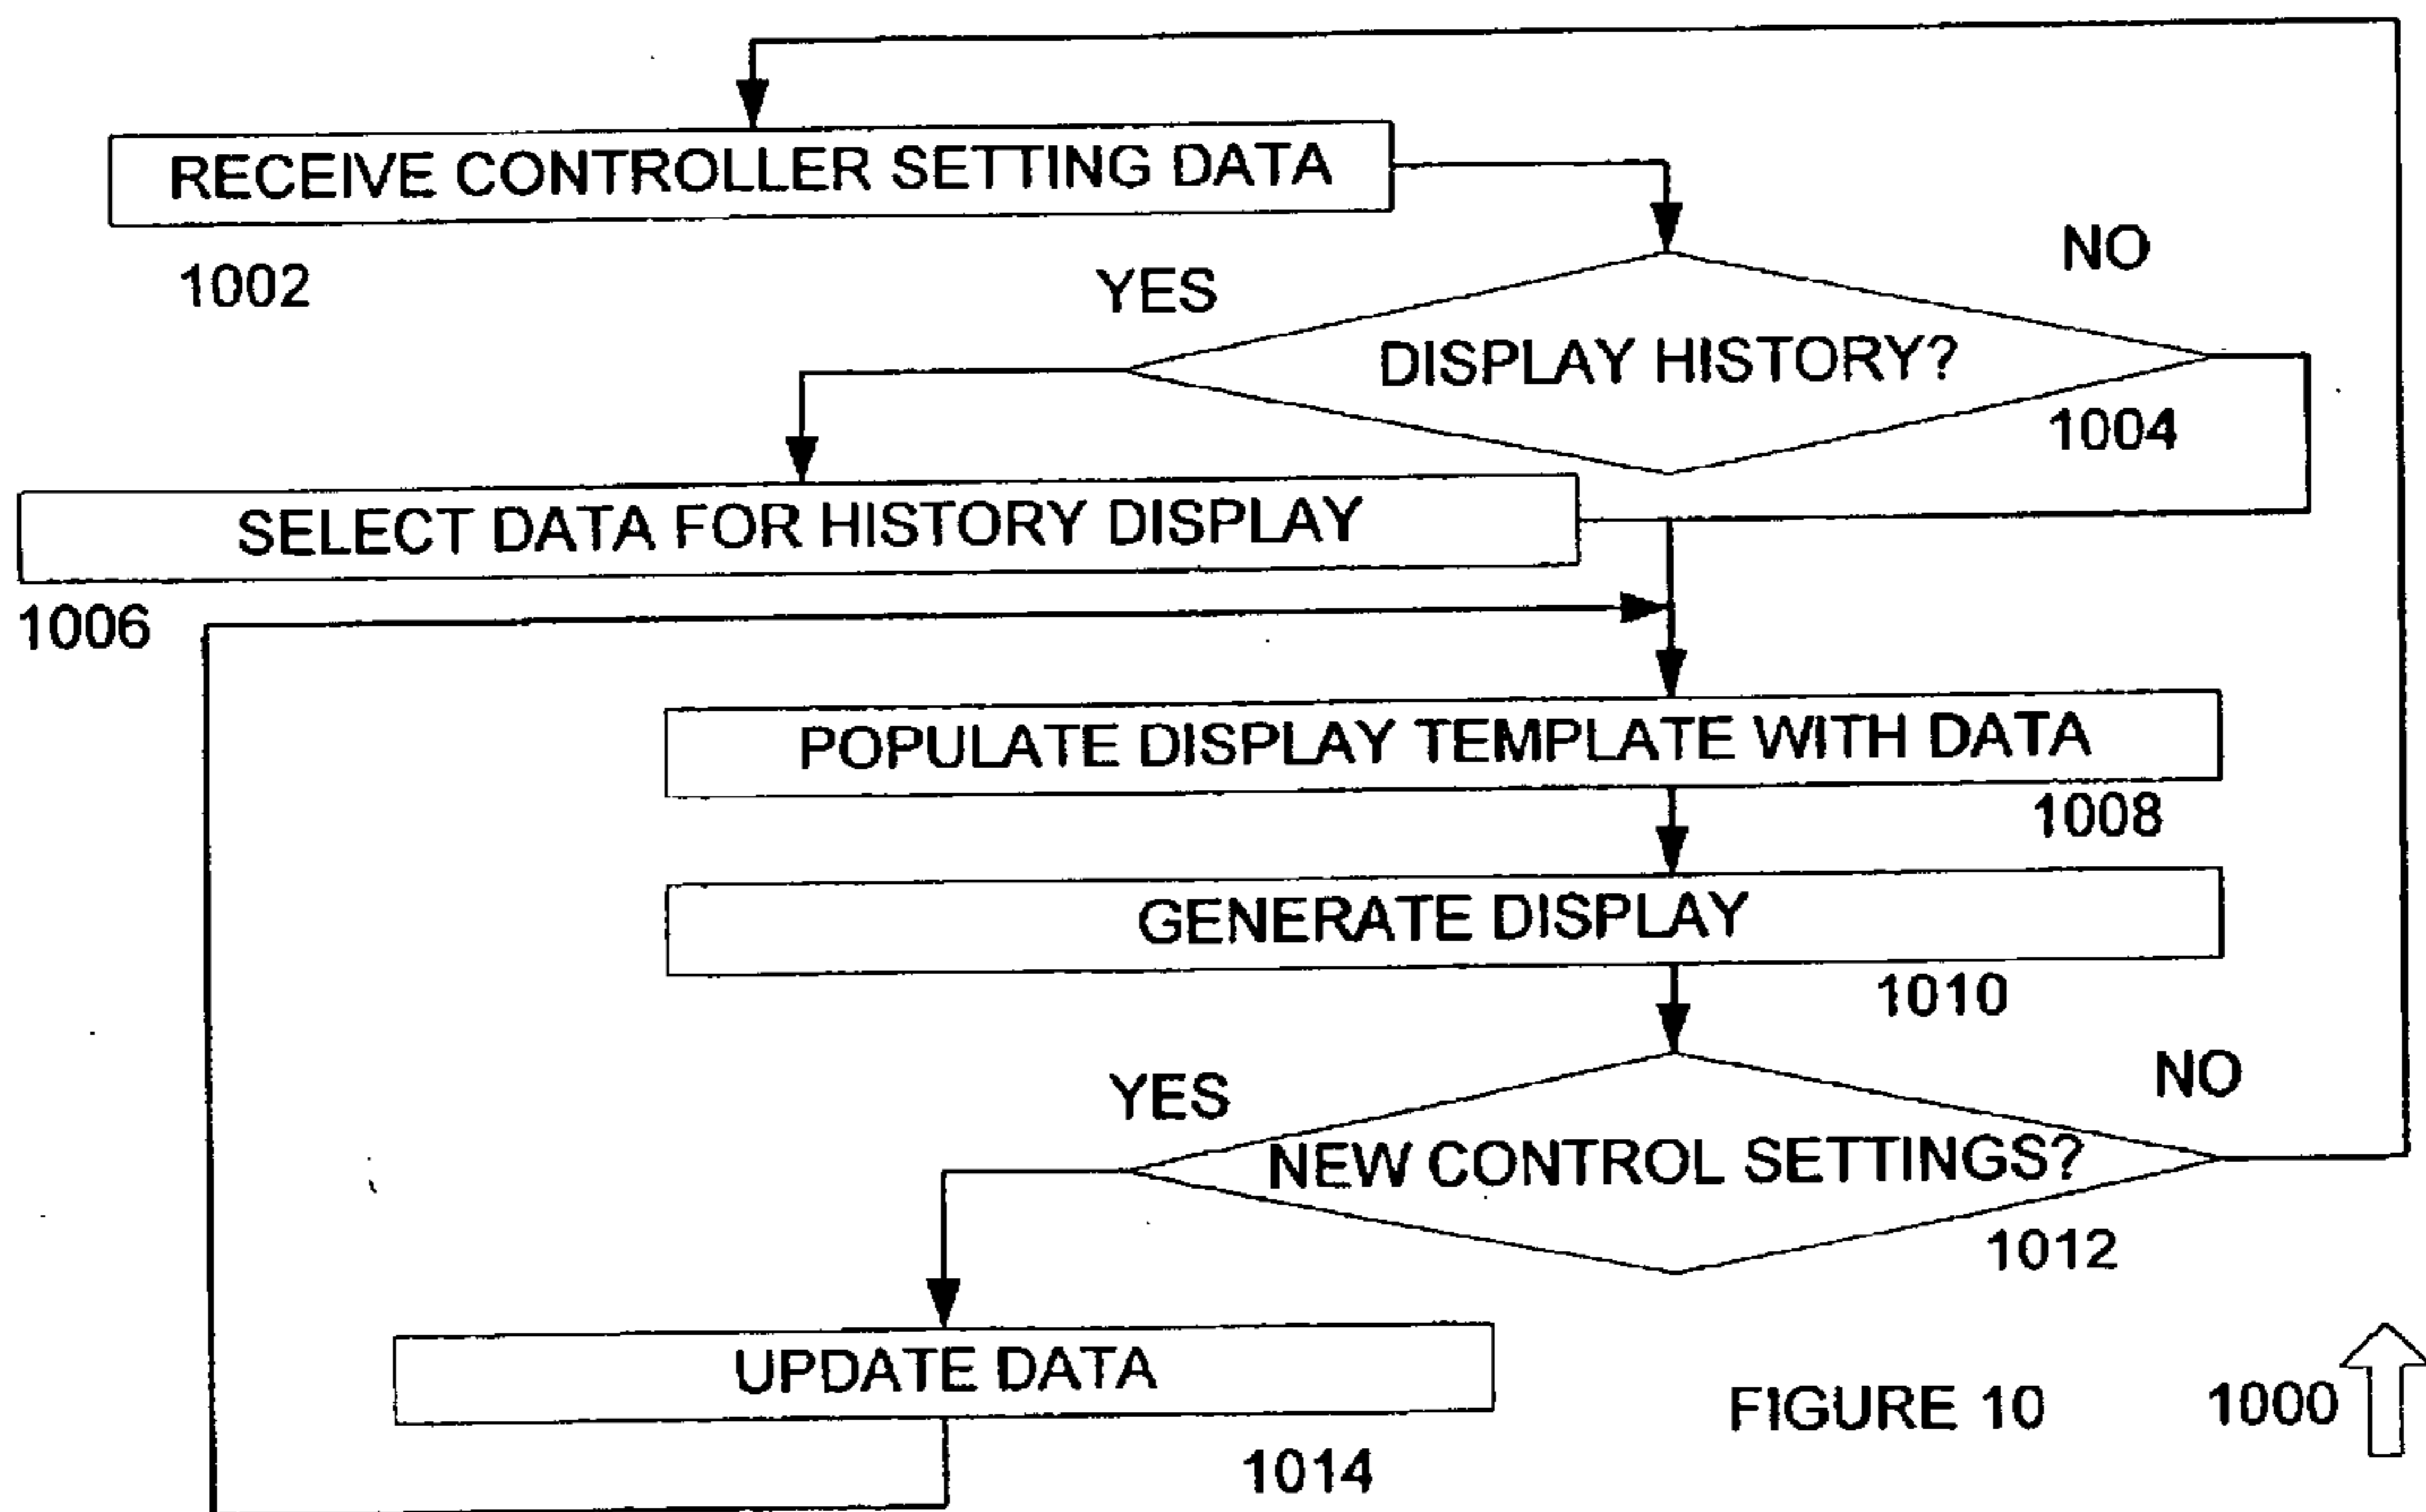 RECEIVE CONTROLLER SETTING DATA
1002
YES
NO
DISPLAY HISTORY?
1004
SELECT DATA FOR HISTORY DISPLAY
1006
POPULATE DISPLAY TEMPLATE WITH DATA
1008
GENERATE DISPLAY
1010
YES
NO
NEW CONTROL SETTINGS?
1012
UPDATE DATA
1014
FIGURE 10
1000